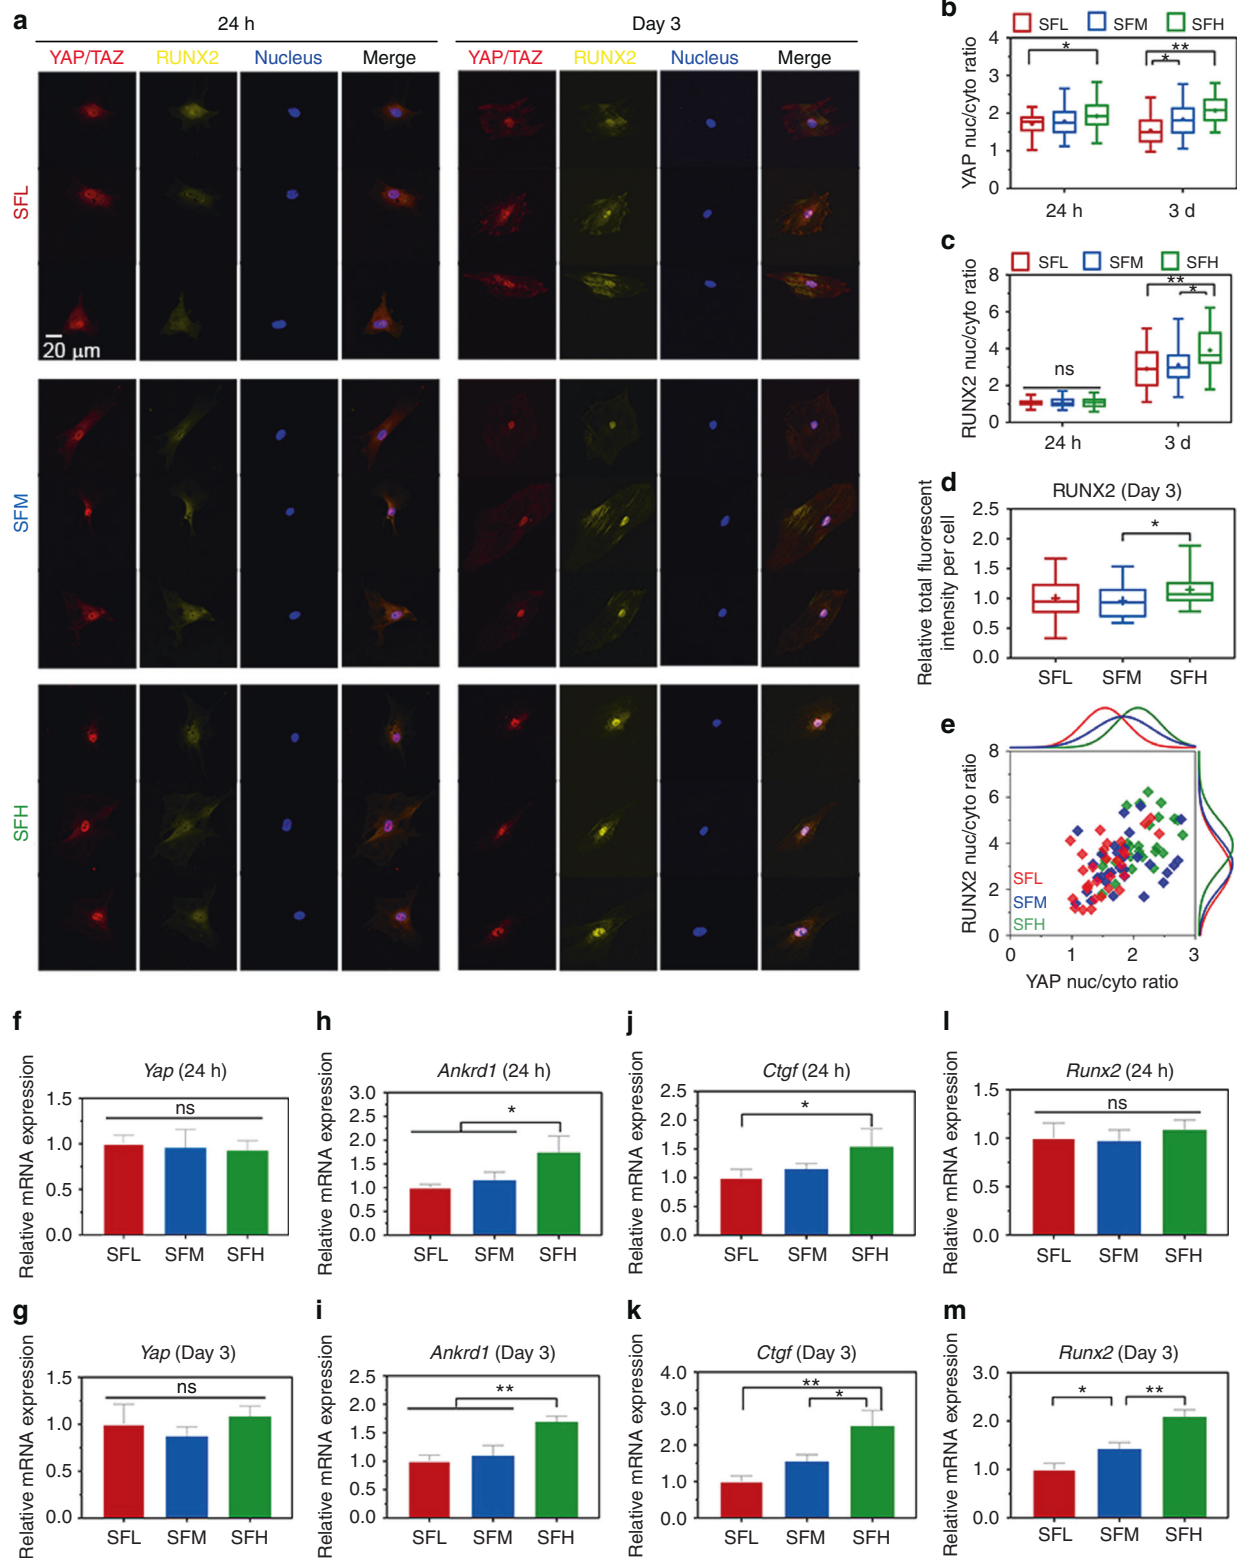 a
24 h
Day 3
YAP/TAZ RUNX2 Nucleus Merge
YAP/TAZ RUNX2 Nucleus Merge
SFL
20 μm
SFM
SFH
b
SFL SFM SFH
YAP nuc/cyto ratio
4
3
2
1
0
*
**
*
24 h
3 d
c
SFL SFM SFH
RUNX2 nuc/cyto ratio
8
6
4
2
0
ns
**
*
24 h
3 d
d
RUNX2 (Day 3)
Relative total fluorescent
intensity per cell
2.5
2.0
1.5
1.0
0.5
0.0
*
SFL SFM SFH
e
RUNX2 nuc/cyto ratio
8
6
4
2
0
SFL
SFM
SFH
0 1 2 3
YAP nuc/cyto ratio
f
Yap (24 h)
Relative mRNA expression
1.5
1.0
0.5
0.0
ns
SFL SFM SFH
h
Ankrd1 (24 h)
Relative mRNA expression
3.0
2.5
2.0
1.5
1.0
0.5
0.0
*
SFL SFM SFH
j
Ctgf (24 h)
Relative mRNA expression
2.5
2.0
1.5
1.0
0.5
0.0
*
SFL SFM SFH
l
Runx2 (24 h)
Relative mRNA expression
1.5
1.0
0.5
0.0
ns
SFL SFM SFH
g
Yap (Day 3)
Relative mRNA expression
1.5
1.0
0.5
0.0
ns
SFL SFM SFH
i
Ankrd1 (Day 3)
Relative mRNA expression
2.5
2.0
1.5
1.0
0.5
0.0
**
SFL SFM SFH
k
Ctgf (Day 3)
Relative mRNA expression
4.0
3.0
2.0
1.0
0.0
**
*
SFL SFM SFH
m
Runx2 (Day 3)
Relative mRNA expression
3.0
2.0
1.0
0.0
*
**
SFL SFM SFH